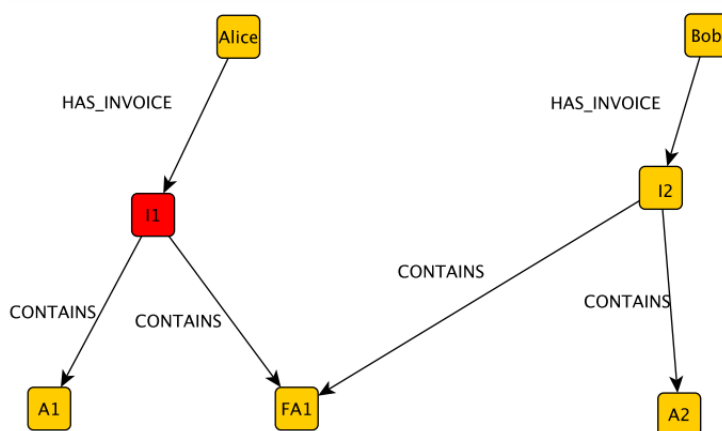 Alice
Bob
HAS_INVOICE
HAS_INVOICE
I1
I2
CONTAINS
CONTAINS
CONTAINS
CONTAINS
A1
FA1
A2